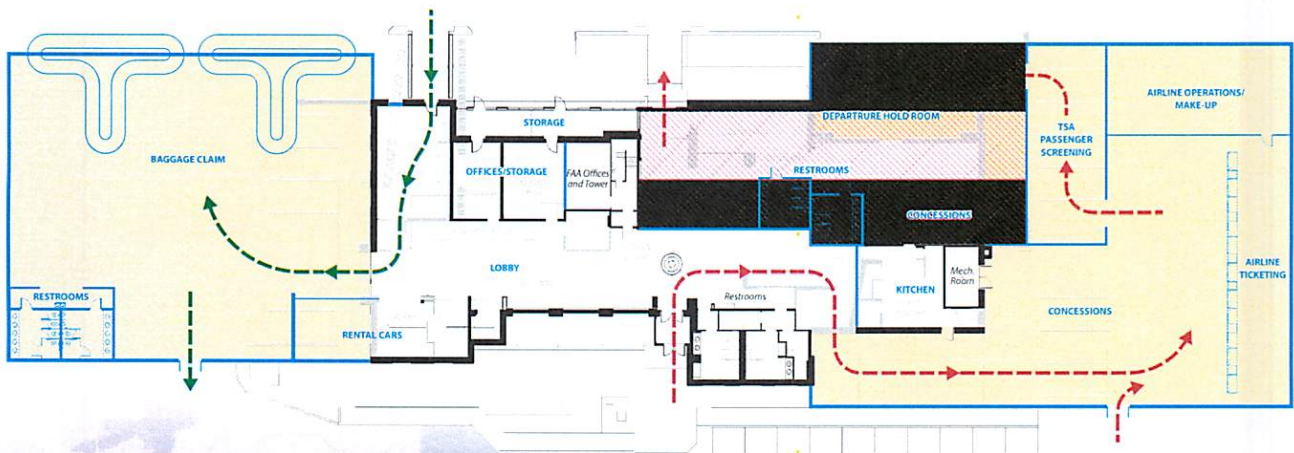 AIRLINE OPERATIONS/
MAKE-UP
DEPARTRURE HOLD ROOM
STORAGE
TSA
PASSENGER
SCREENING
BAGGAGE CLAIM
OFFICES/STORAGE
FAA Offices
and Tower
RESTROOMS
CONCESSIONS
LOBBY
AIRLINE
TICKETING
Mech.
Room
KITCHEN
RESTROOMS
Restrooms
CONCESSIONS
RENTAL CARS